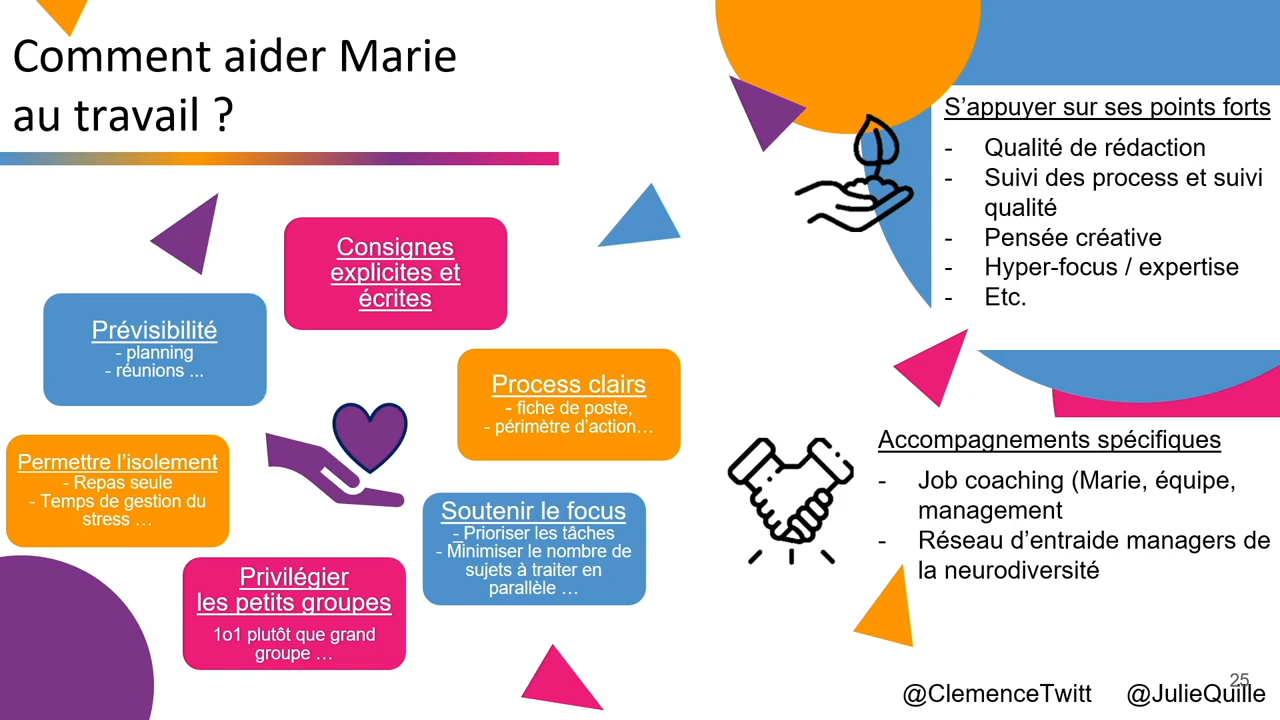 Comment aider Marie
au travail ?
Consignes
explicites et
écrites
Prévisibilité
- planning
- réunions ...
Process clairs
- fiche de poste,
- périmètre d'action…
Permettre l'isolement
- Repas seule
- Temps de gestion du
stress …
Soutenir le focus
- Prioriser les tâches
- Minimiser le nombre de
sujets à traiter en
parallèle …
Privilégier
les petits groupes
1o1 plutôt que grand
groupe …
S'appuyer sur ses points forts
- Qualité de rédaction
- Suivi des process et suivi
qualité
- Pensée créative
- Hyper-focus / expertise
- Etc.
Accompagnements spécifiques
- Job coaching (Marie, équipe,
management
- Réseau d'entraide managers de
la neurodiversité
25
@ClemenceTwitt @JulieQuille